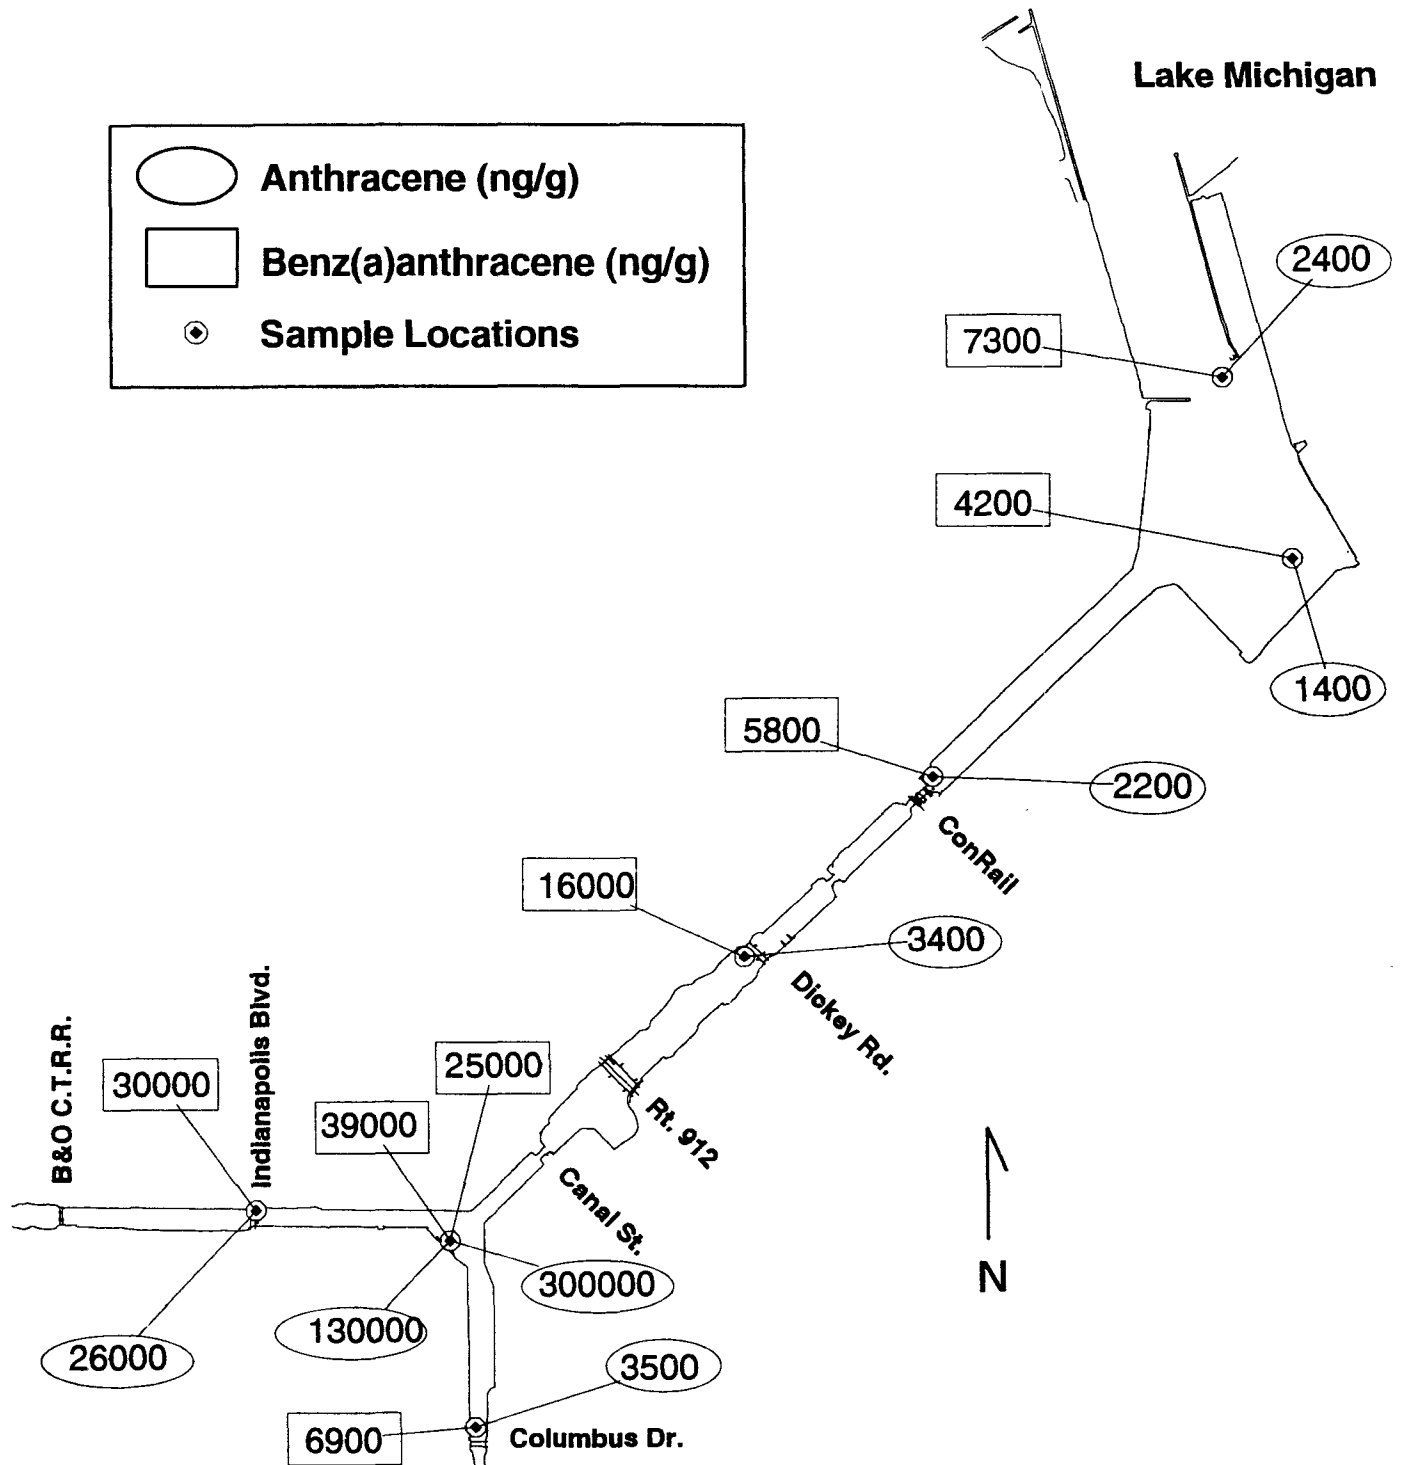 Lake Michigan
Anthracene (ng/g)
Benz(a)anthracene (ng/g)
Sample Locations
2400
7300
4200
1400
5800
2200
ConRail
16000
3400
Dickey Rd.
B&O C.T.R.R.
Indianapolis Blvd.
30000
39000
25000
Rt. 912
Canal St.
300000
130000
26000
N
3500
6900
Columbus Dr.